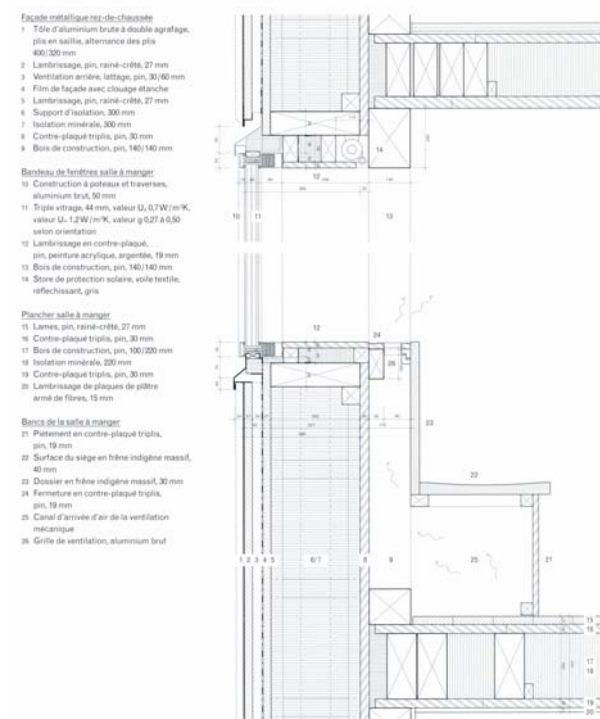 Façade métallique rez-de-chaussée
1 Tôle d'aluminium brute à double agrafage,
plis en saillie, alternance des plis
400/320 mm
2 Lambrissage, pin, rainé-crêté, 27 mm
3 Ventilation arrière, lattage, pin, 30/60 mm
4 Film de façade avec clouage étanche
5 Lambrissage, pin, rainé-crêté, 27 mm
6 Support d'isolation, 300 mm
7 Isolation minérale, 300 mm
8 Contre-plaqué triplis, pin, 30 mm
9 Bois de construction, pin, 140/140 mm
Bandeau de fenêtres salle à manger
10 Construction à poteaux et traverses,
aluminium brut, 50 mm
11 Triple vitrage, 44 mm, valeur U₉ 0,7 W/m²K,
valeur Uₓ 1,2 W/m²K, valeur g 0,27 à 0,50
selon orientation
12 Lambrissage en contre-plaqué,
pin, peinture acrylique, argentée, 19 mm
13 Bois de construction, pin, 140/140 mm
14 Store de protection solaire, voile textile,
réflechissant, gris
Plancher salle à manger
15 Lames, pin, rainé-crêté, 27 mm
16 Contre-plaqué triplis, pin, 30 mm
17 Bois de construction, pin, 100/220 mm
18 Isolation minérale, 220 mm
19 Contre-plaqué triplis, pin, 30 mm
20 Lambrissage de plaques de plâtre
armé de fibres, 15 mm
Bancs de la salle à manger
21 Piètement en contre-plaqué triplis,
pin, 19 mm
22 Surface du siège en frêne indigène massif,
40 mm
23 Dossier en frêne indigène massif, 30 mm
24 Fermeture en contre-plaqué triplis,
pin, 19 mm
25 Canal d'arrivée d'air de la ventilation
mécanique
26 Grille de ventilation, aluminium brut
14
12
10 11 13
12 24
26
23
22
1 2 3 4 5 6/7 8 9 25 21
15
16
17
18
19
20